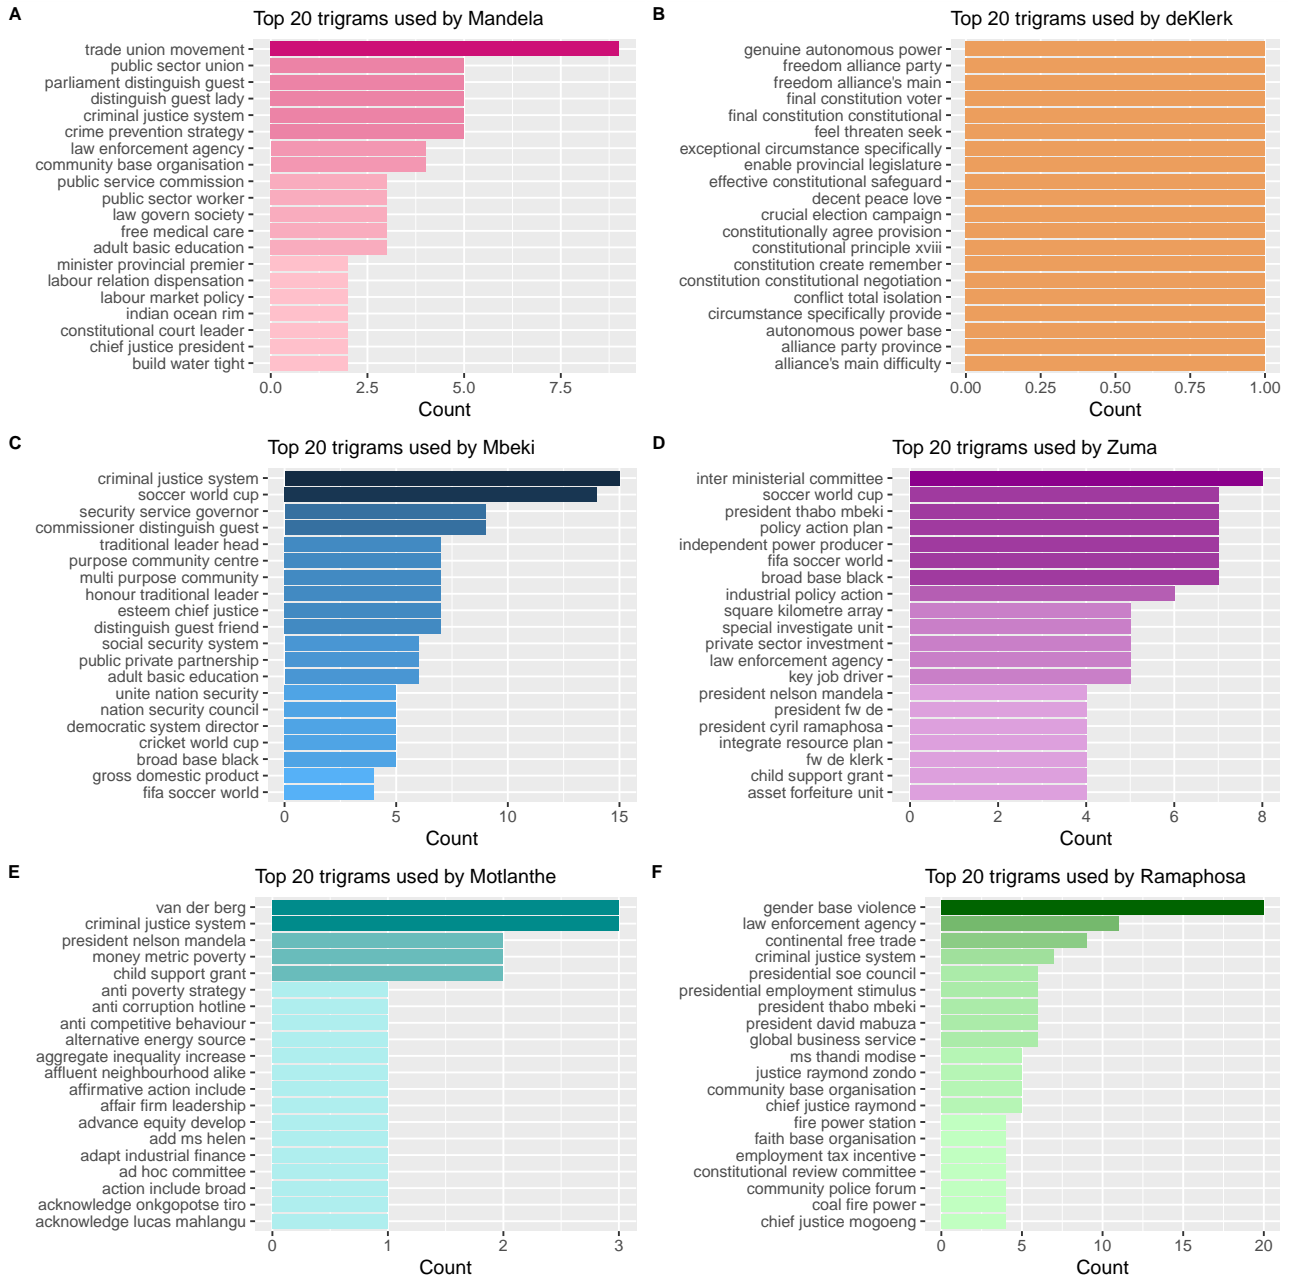 A
Top 20 trigrams used by Mandela
trade union movement
public sector union
parliament distinguish guest
distinguish guest lady
criminal justice system
crime prevention strategy
law enforcement agency
community base organisation
public service commission
public sector worker
law govern society
free medical care
adult basic education
minister provincial premier
labour relation dispensation
labour market policy
indian ocean rim
constitutional court leader
chief justice president
build water tight
0.0 2.5 5.0 7.5
Count
B
Top 20 trigrams used by deKlerk
genuine autonomous power
freedom alliance party
freedom alliance's main
final constitution voter
final constitution constitutional
feel threaten seek
exceptional circumstance specifically
enable provincial legislature
effective constitutional safeguard
decent peace love
crucial election campaign
constitutionally agree provision
constitutional principle xviii
constitution create remember
constitution constitutional negotiation
conflict total isolation
circumstance specifically provide
autonomous power base
alliance party province
alliance's main difficulty
0.00 0.25 0.50 0.75 1.00
Count
C
Top 20 trigrams used by Mbeki
criminal justice system
soccer world cup
security service governor
commissioner distinguish guest
traditional leader head
purpose community centre
multi purpose community
honour traditional leader
esteem chief justice
distinguish guest friend
social security system
public private partnership
adult basic education
unite nation security
nation security council
democratic system director
cricket world cup
broad base black
gross domestic product
fifa soccer world
0 5 10 15
Count
D
Top 20 trigrams used by Zuma
inter ministerial committee
soccer world cup
president thabo mbeki
policy action plan
independent power producer
fifa soccer world
broad base black
industrial policy action
square kilometre array
special investigate unit
private sector investment
law enforcement agency
key job driver
president nelson mandela
president fw de
president cyril ramaphosa
integrate resource plan
fw de klerk
child support grant
asset forfeiture unit
0 2 4 6 8
Count
E
Top 20 trigrams used by Motlanthe
van der berg
criminal justice system
president nelson mandela
money metric poverty
child support grant
anti poverty strategy
anti corruption hotline
anti competitive behaviour
alternative energy source
aggregate inequality increase
affluent neighbourhood alike
affirmative action include
affair firm leadership
advance equity develop
add ms helen
adapt industrial finance
ad hoc committee
action include broad
acknowledge onkgopotse tiro
acknowledge lucas mahlangu
0 1 2 3
Count
F
Top 20 trigrams used by Ramaphosa
gender base violence
law enforcement agency
continental free trade
criminal justice system
presidential soe council
presidential employment stimulus
president thabo mbeki
president david mabuza
global business service
ms thandi modise
justice raymond zondo
community base organisation
chief justice raymond
fire power station
faith base organisation
employment tax incentive
constitutional review committee
community police forum
coal fire power
chief justice mogoeng
0 5 10 15 20
Count